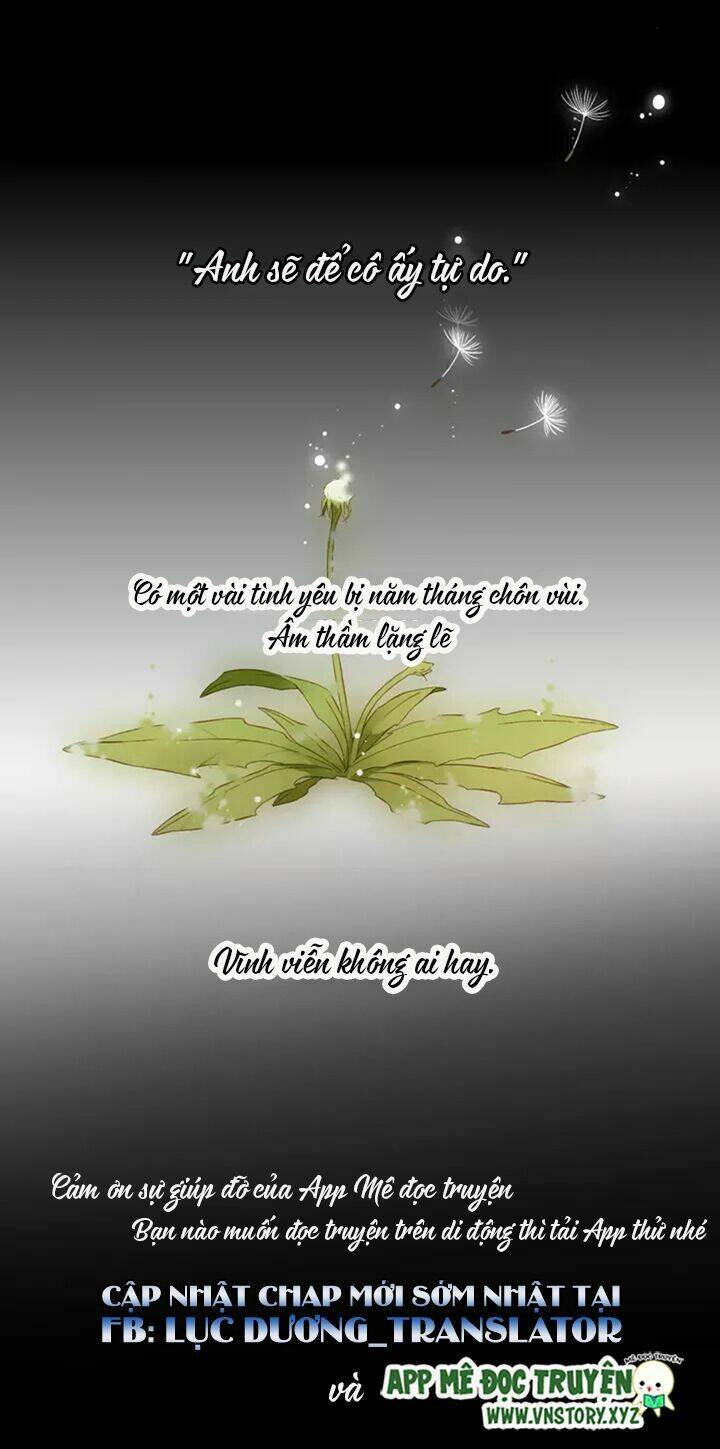 "Anh sẽ để cô ấy tự do."
Có một vài tình yêu bị năm tháng chôn vùi.
Âm thầm lặng lẽ
Vĩnh viễn không ai hay.
Cảm ơn sự giúp đỡ của App Mê đọc truyện
Bạn nào muốn đọc truyện trên di động thì tải App thử nhé
CẬP NHẬT CHAP MỚI SỚM NHẤT TẠI
FB: LỤC DƯƠNG_TRANSLATOR
MÊ ĐỌC TRUYỆN
và APP MÊ ĐỌC TRUYỆN
WWW.VNSTORY.XYZ